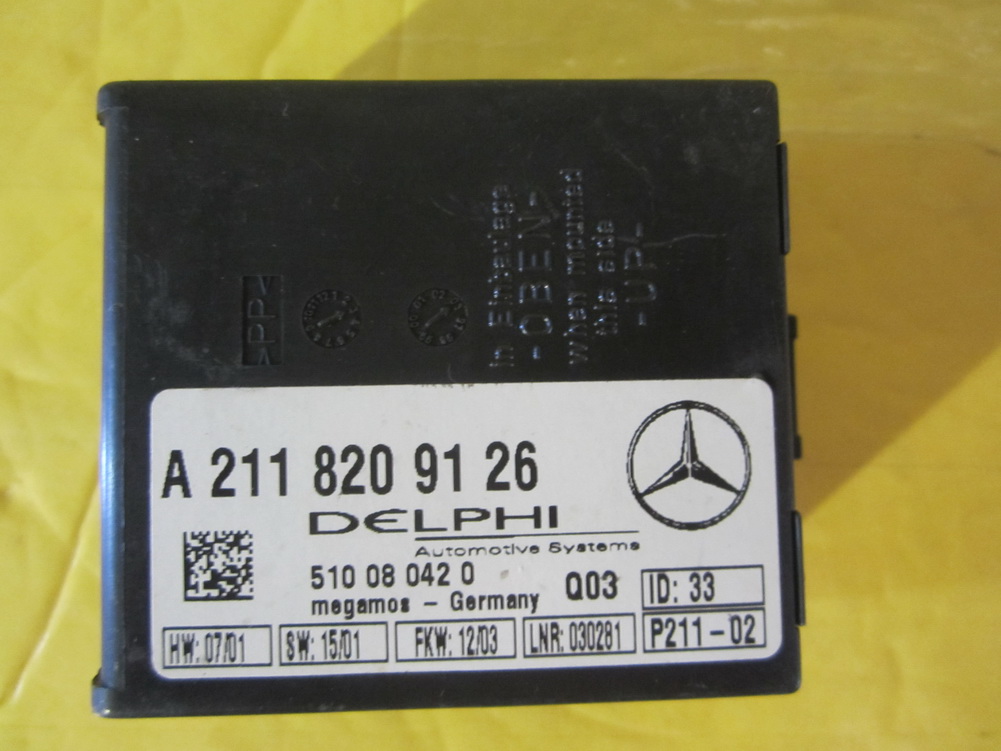 in Einbaulage
- OBEN -
when mounted
this side
- UP -
>PP<
A 211 820 91 26
DELPHI
Automotive Systems
510 08 042 0
megamos - Germany
Q03
ID: 33
P211-02
HW: 07/01
SW: 15/01
FKW: 12/03
LNR: 030281